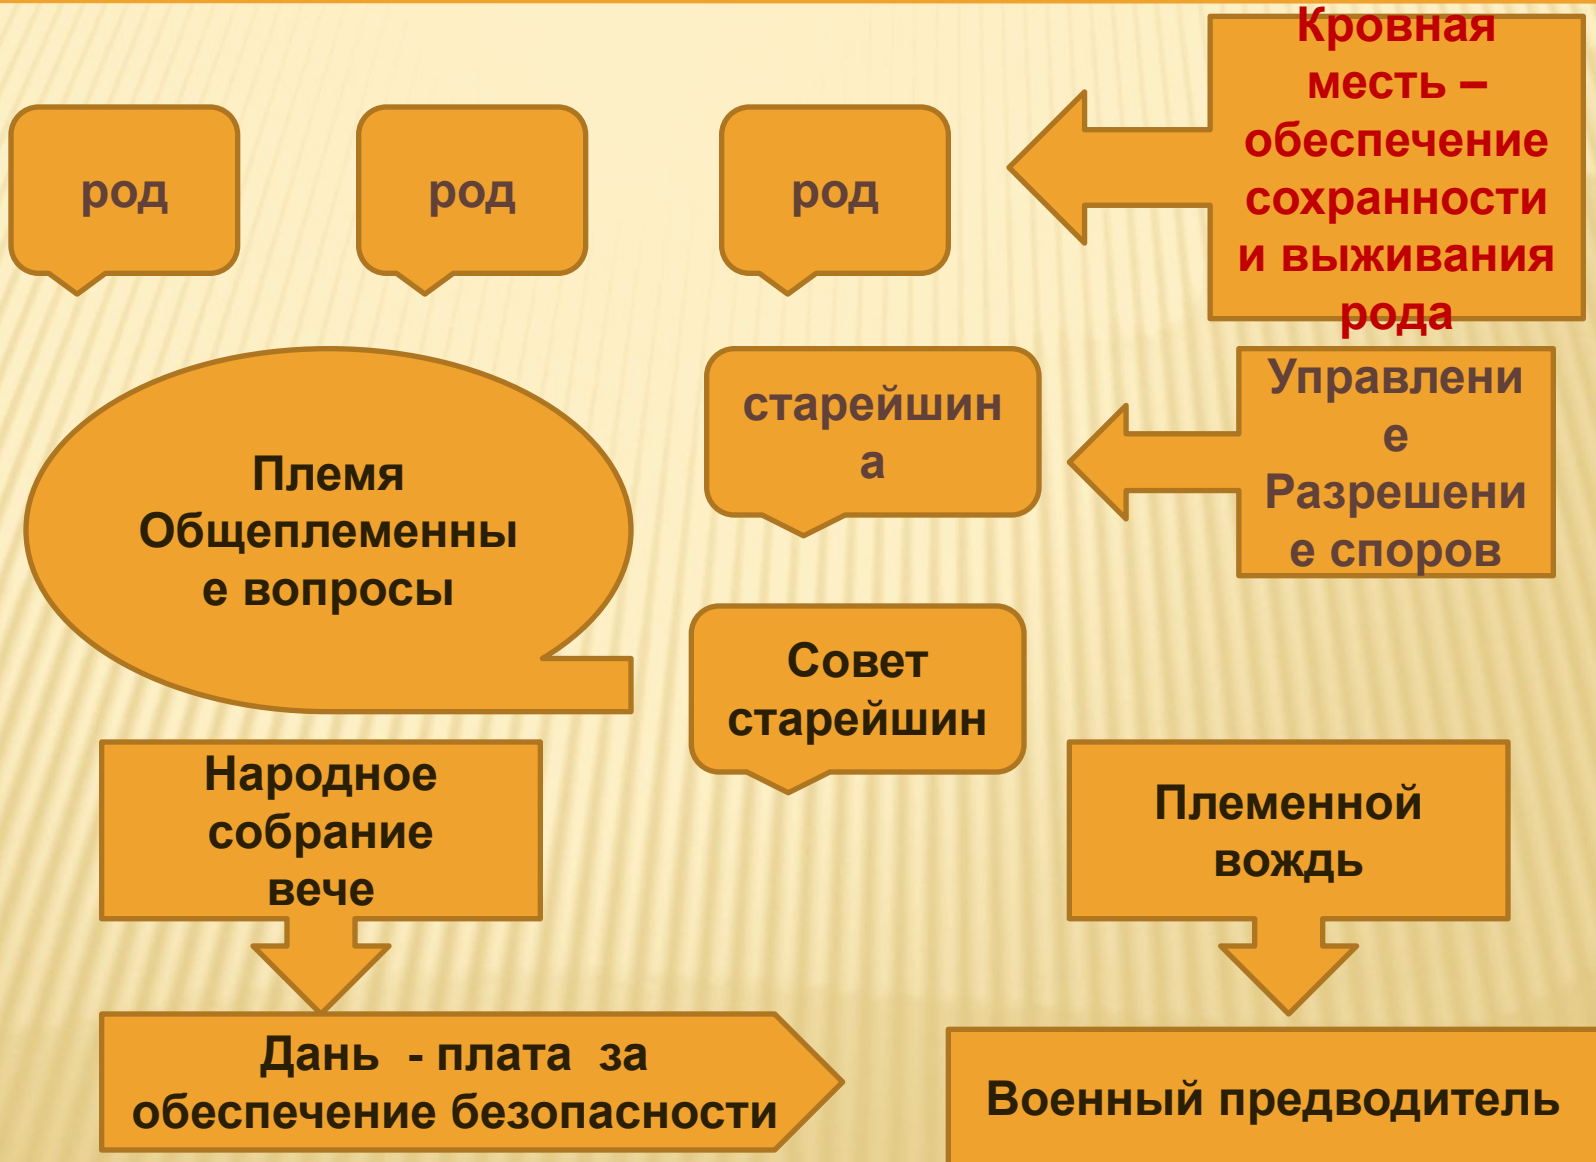 Кровная
месть –
обеспечение
сохранности
и выживания
рода
род
род
род
старейшин
а
Управлени
е
Разрешени
е споров
Племя
Общеплеменны
е вопросы
Совет
старейшин
Народное
собрание
вече
Племенной
вождь
Дань - плата за
обеспечение безопасности
Военный предводитель